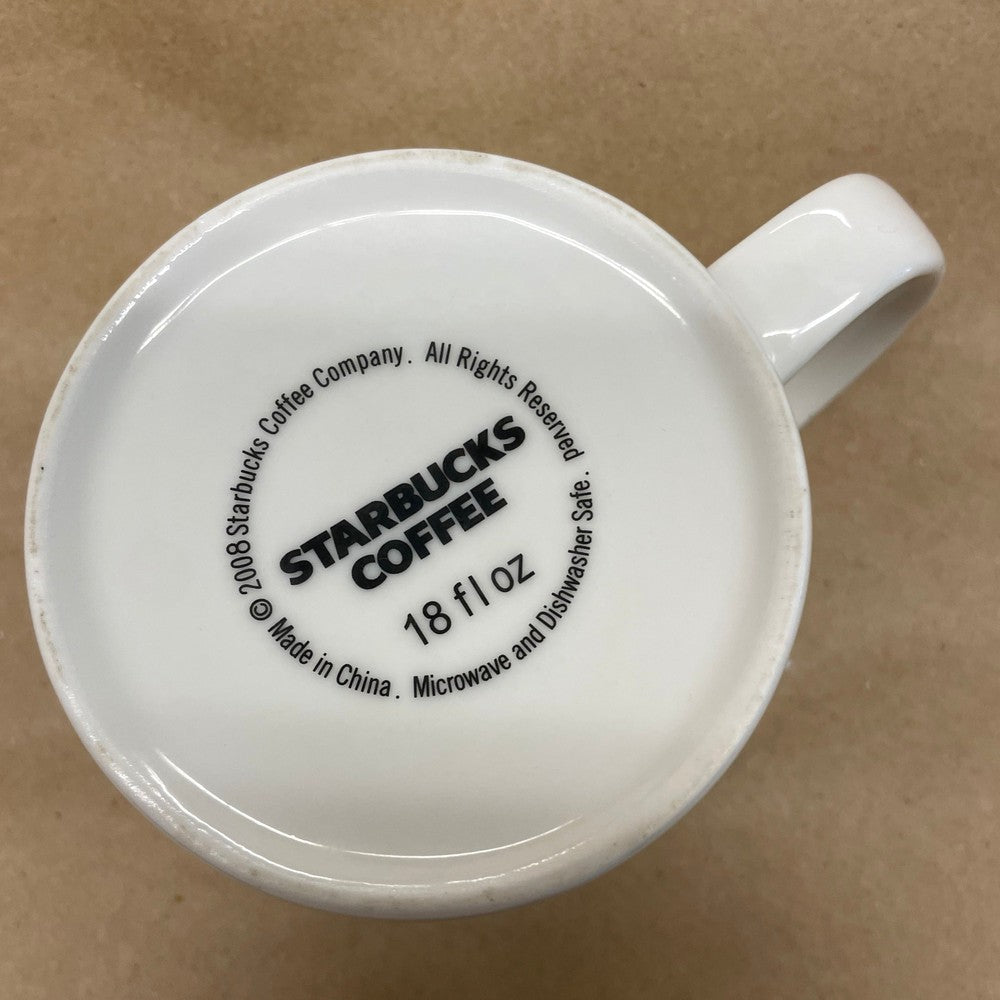 © 2008 Starbucks Coffee Company. All Rights Reserved
STARBUCKS
COFFEE
18 fl oz
Made in China. Microwave and Dishwasher Safe.